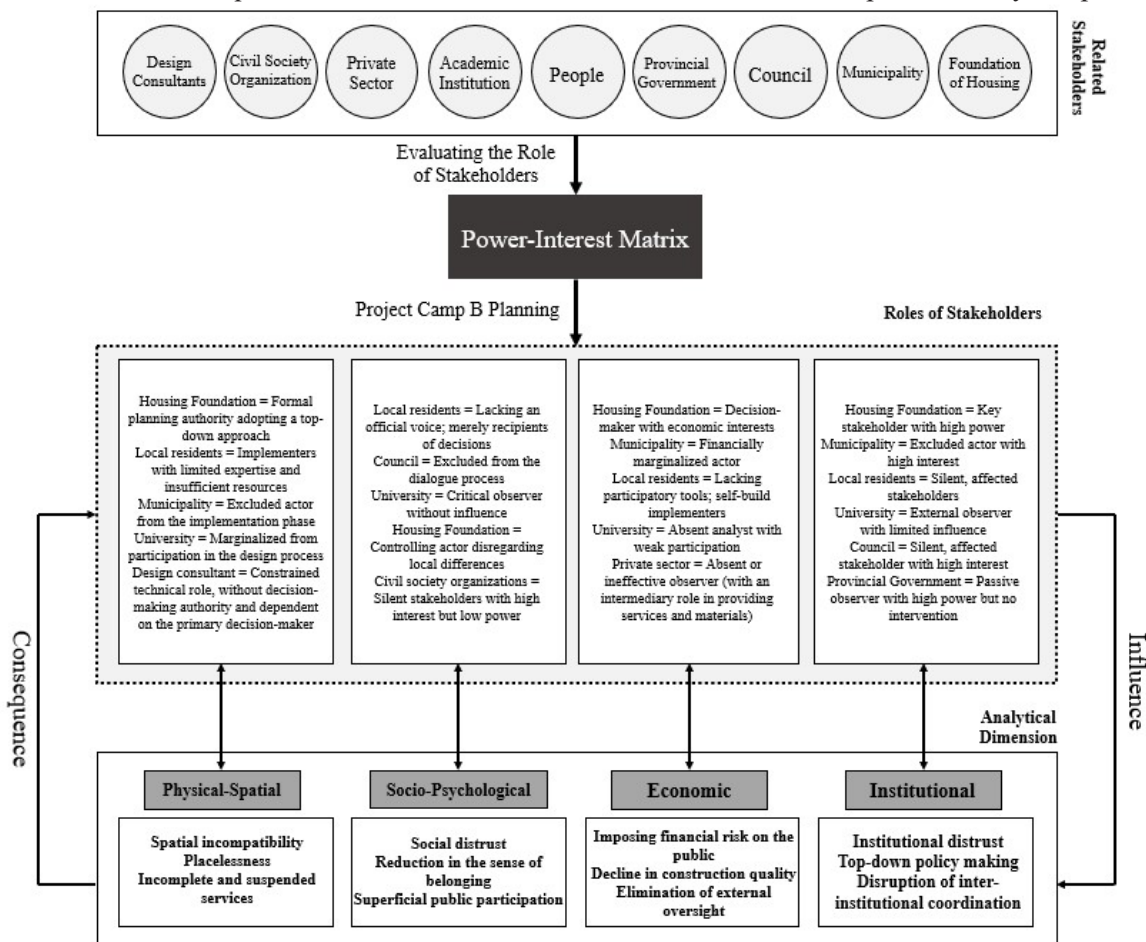 Design
Consultants
Civil Society
Organization
Private
Sector
Academic
Institution
People
Provincial
Government
Council
Municipality
Foundation
of Housing
Related
Stakeholders
Evaluating the Role
of Stakeholders
Power-Interest Matrix
Project Camp B Planning
Roles of Stakeholders
Housing Foundation = Formal
planning authority adopting a top-
down approach
Local residents = Implementers
with limited expertise and
insufficient resources
Municipality = Excluded actor
from the implementation phase
University = Marginalized from
participation in the design process
Design consultant = Constrained
technical role, without decision-
making authority and dependent
on the primary decision-maker
Local residents = Lacking an
official voice; merely recipients
of decisions
Council = Excluded from the
dialogue process
University = Critical observer
without influence
Housing Foundation =
Controlling actor disregarding
local differences
Civil society organizations =
Silent stakeholders with high
interest but low power
Housing Foundation = Decision-
maker with economic interests
Municipality = Financially
marginalized actor
Local residents = Lacking
participatory tools; self-build
implementers
University = Absent analyst with
weak participation
Private sector = Absent or
ineffective observer (with an
intermediary role in providing
services and materials)
Housing Foundation = Key
stakeholder with high power
Municipality = Excluded actor with
high interest
Local residents = Silent, affected
stakeholders
University = External observer
with limited influence
Council = Silent, affected
stakeholder with high interest
Provincial Government = Passive
observer with high power but no
intervention
Consequence
Influence
Analytical
Dimension
Physical-Spatial
Socio-Psychological
Economic
Institutional
Spatial incompatibility
Placelessness
Incomplete and suspended
services
Social distrust
Reduction in the sense of
belonging
Superficial public participation
Imposing financial risk on the
public
Decline in construction quality
Elimination of external
oversight
Institutional distrust
Top-down policy making
Disruption of inter-
institutional coordination